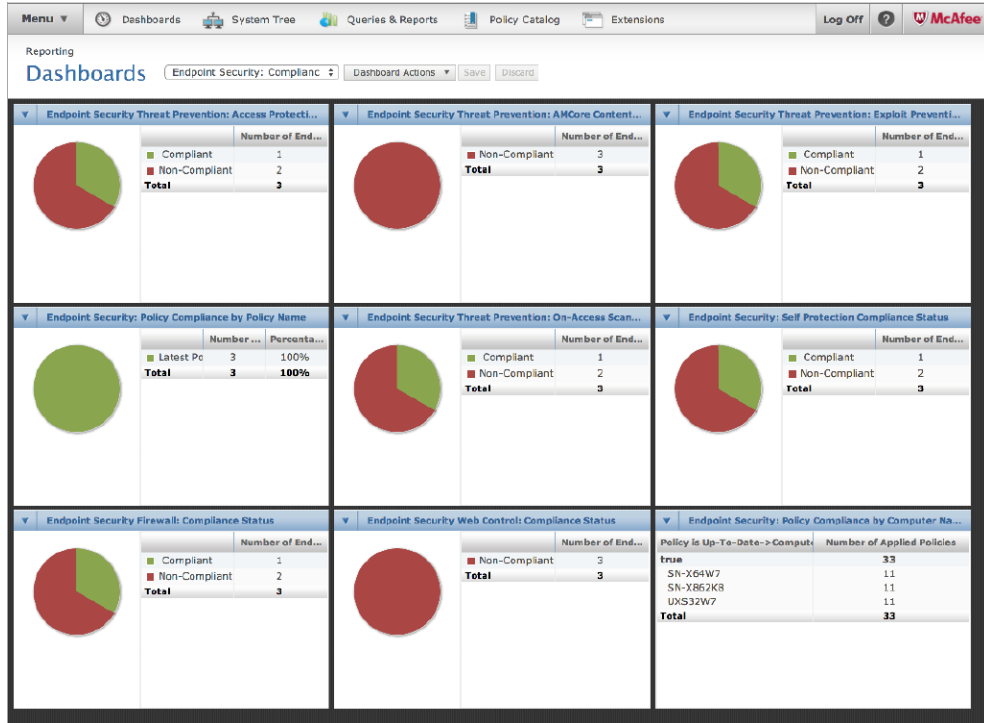 Menu ▼ Dashboards System Tree Queries & Reports Policy Catalog Extensions Log Off ? McAfee
Reporting
Dashboards Endpoint Security: Complianc Dashboard Actions ▼ Save Discard
Endpoint Security Threat Prevention: Access Protecti...
Number of End...
Compliant 1
Non-Compliant 2
Total 3
Endpoint Security Threat Prevention: AMCore Content...
Number of End...
Non-Compliant 3
Total 3
Endpoint Security Threat Prevention: Exploit Preventi...
Number of End...
Compliant 1
Non-Compliant 2
Total 3
Endpoint Security: Policy Compliance by Policy Name
Number ... Percenta...
Latest Po 3 100%
Total 3 100%
Endpoint Security Threat Prevention: On-Access Scan...
Number of End...
Compliant 1
Non-Compliant 2
Total 3
Endpoint Security: Self Protection Compliance Status
Number of End...
Compliant 1
Non-Compliant 2
Total 3
Endpoint Security Firewall: Compliance Status
Number of End...
Compliant 1
Non-Compliant 2
Total 3
Endpoint Security Web Control: Compliance Status
Number of End...
Non-Compliant 3
Total 3
Endpoint Security: Policy Compliance by Computer Na...
Policy is Up-To-Date->Compute Number of Applied Policies
true 33
SN-X64W7 11
SN-X862K8 11
UXS32W7 11
Total 33